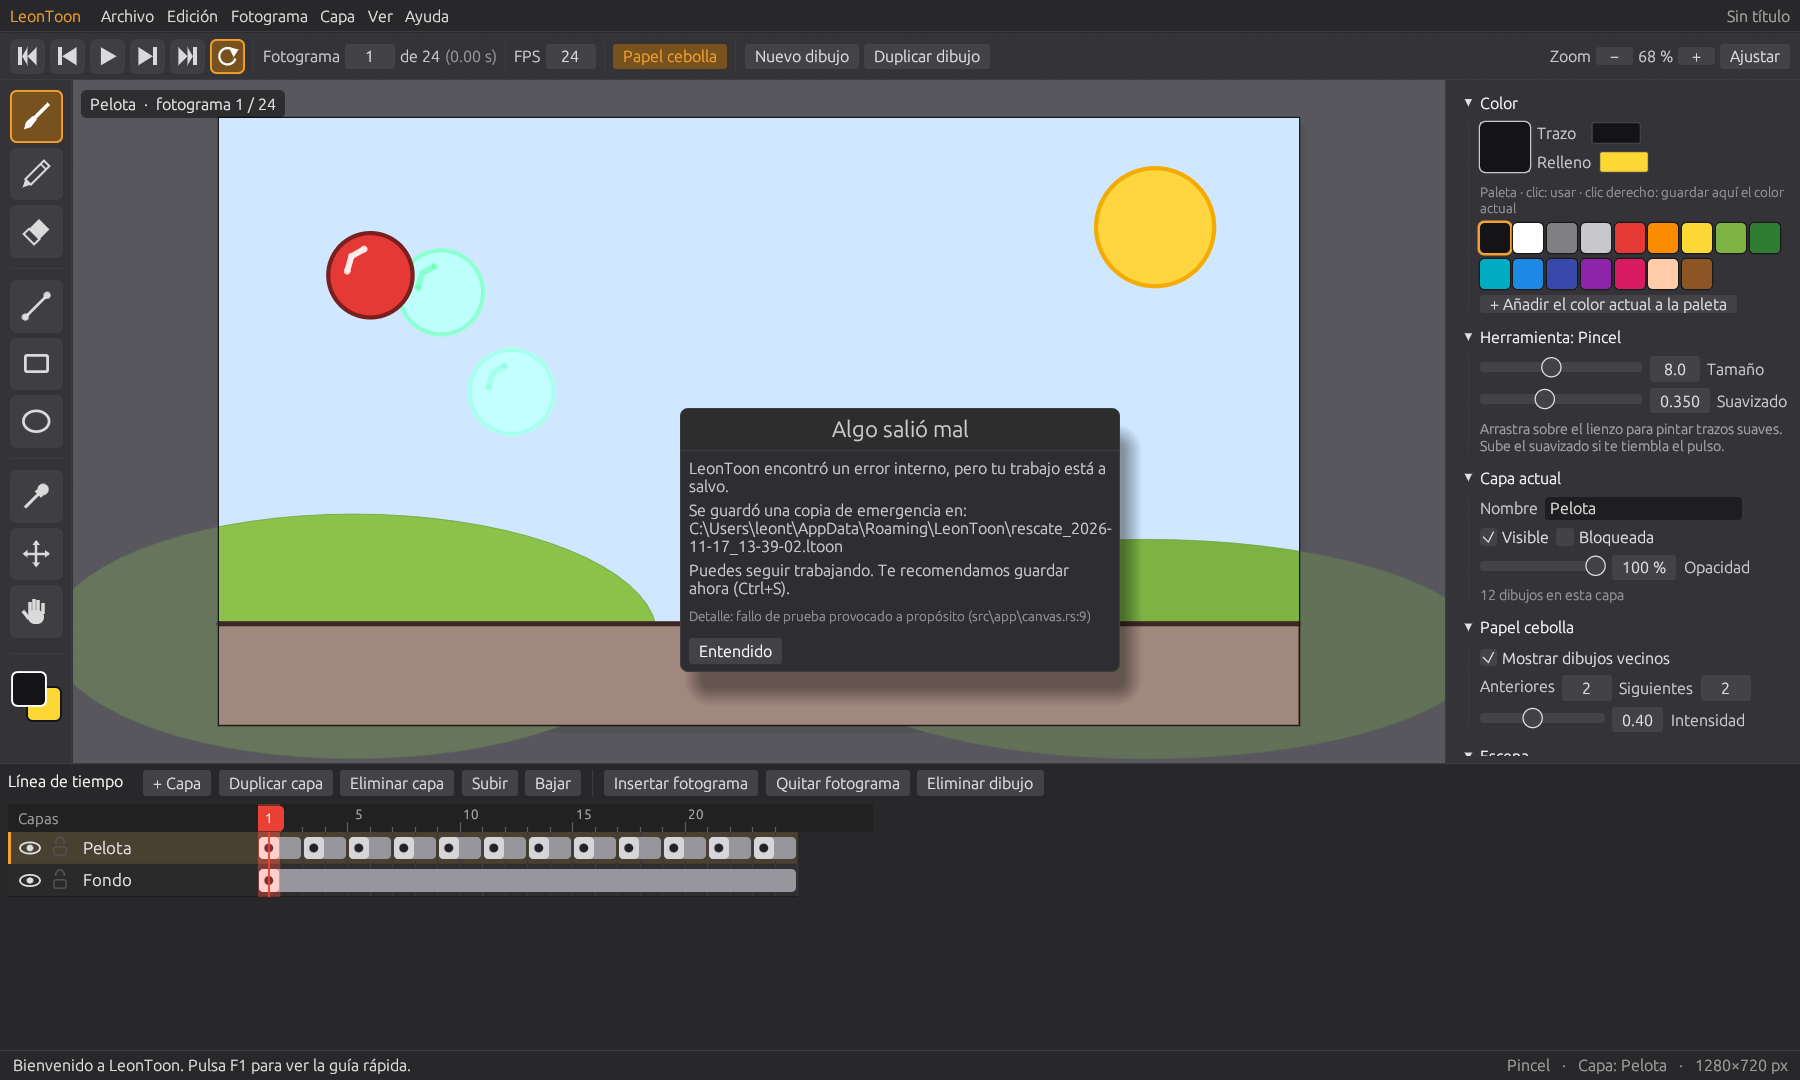 LeonToon Archivo Edición Fotograma Capa Ver Ayuda Sin título
Fotograma 1 de 24 (0.00 s) FPS 24 Papel cebolla Nuevo dibujo Duplicar dibujo Zoom − 68 % + Ajustar
Pelota · fotograma 1 / 24
Color
Trazo
Relleno
Paleta · clic: usar · clic derecho: guardar aquí el color
actual
+ Añadir el color actual a la paleta
Herramienta: Pincel
8.0 Tamaño
0.350 Suavizado
Arrastra sobre el lienzo para pintar trazos suaves.
Sube el suavizado si te tiembla el pulso.
Capa actual
Nombre Pelota
Visible Bloqueada
100 % Opacidad
12 dibujos en esta capa
Papel cebolla
Mostrar dibujos vecinos
Anteriores 2 Siguientes 2
0.40 Intensidad
Escena
Algo salió mal
LeonToon encontró un error interno, pero tu trabajo está a
salvo.
Se guardó una copia de emergencia en:
C:\Users\leont\AppData\Roaming\LeonToon\rescate_2026-
11-17_13-39-02.ltoon
Puedes seguir trabajando. Te recomendamos guardar
ahora (Ctrl+S).
Detalle: fallo de prueba provocado a propósito (src\app\canvas.rs:9)
Entendido
Línea de tiempo + Capa Duplicar capa Eliminar capa Subir Bajar Insertar fotograma Quitar fotograma Eliminar dibujo
Capas 1 5 10 15 20
Pelota
Fondo
Bienvenido a LeonToon. Pulsa F1 para ver la guía rápida. Pincel · Capa: Pelota · 1280×720 px